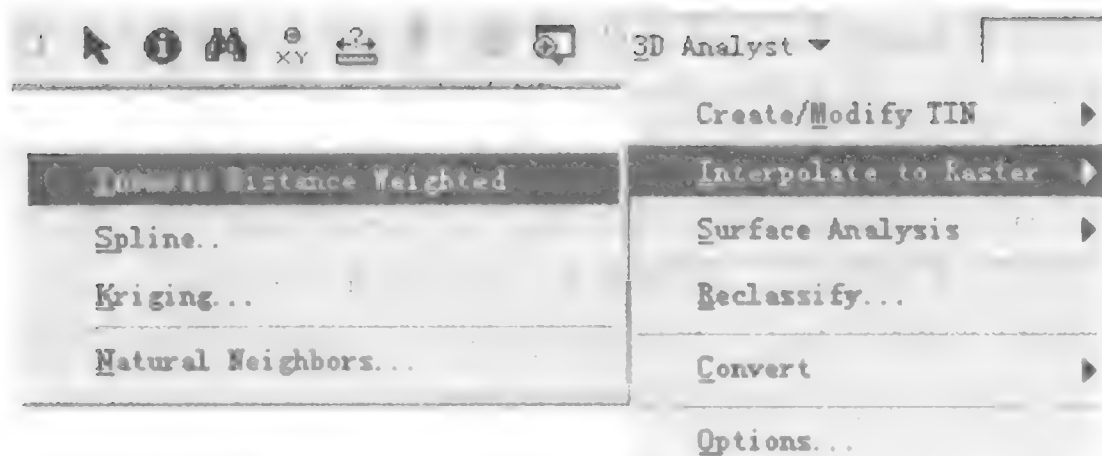 XY
?
3D Analyst
Create/Modify TIN
Interpolate to Raster
Surface Analysis
Reclassify...
Convert
Options...
Distance Weighted
Spline..
Kriging...
Natural Neighbors...